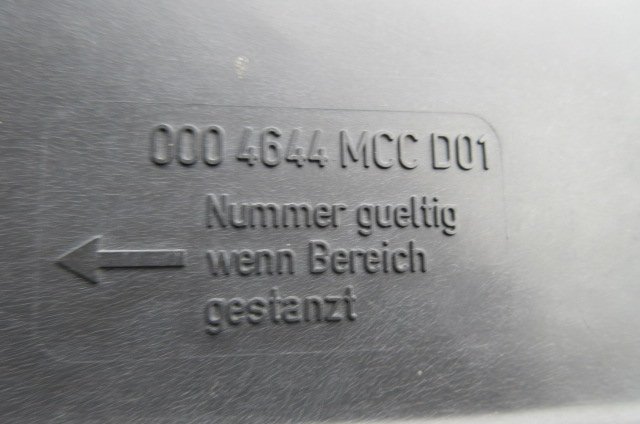 000 4644 MCC D01
Nummer gueltig
wenn Bereich
gestanzt